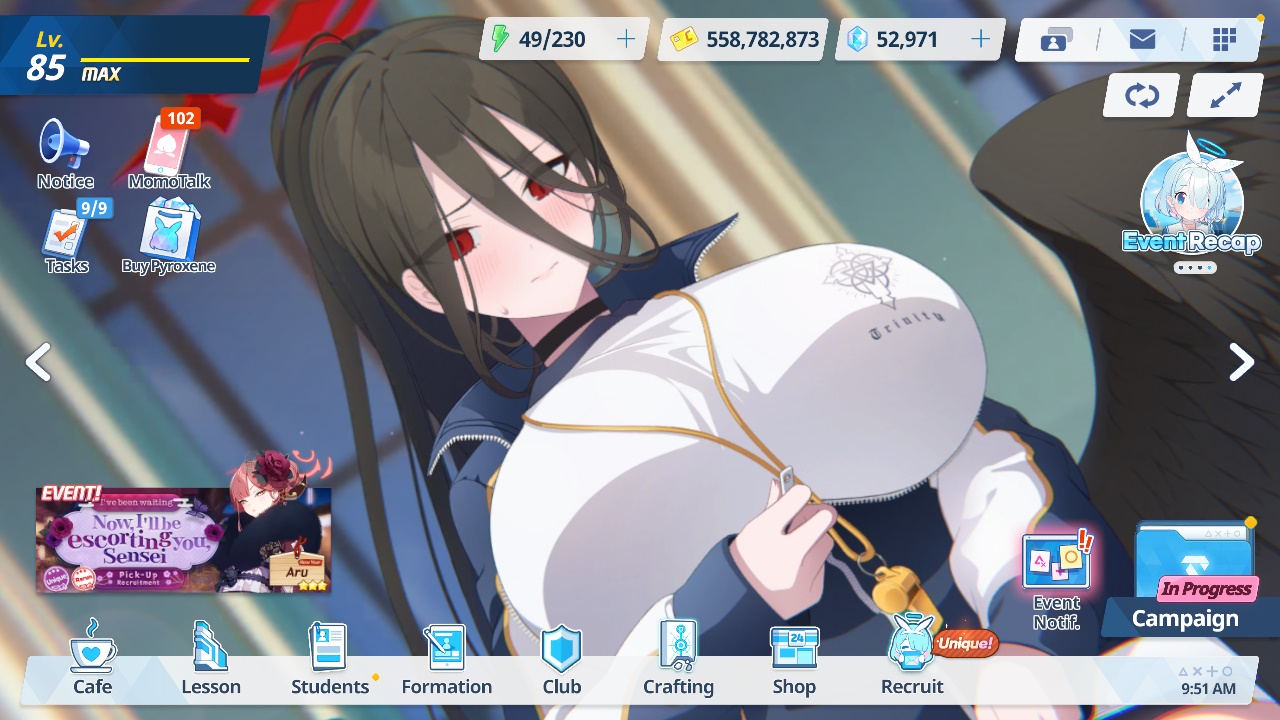 Lv.
85 MAX
49/230
558,782,873
52,971
Notice
102
MomoTalk
9/9
Tasks
Buy Pyroxene
Event Recap
Trinity
EVENT!
I've been waiting
Now, I'll be
escorting you,
Sensei
Unique
Rerun
Pick-Up
Recruitment
Aru
Event
Notif.
In Progress
Campaign
Cafe
Lesson
Students
Formation
Club
Crafting
24
Shop
Recruit
Unique!
9:51 AM